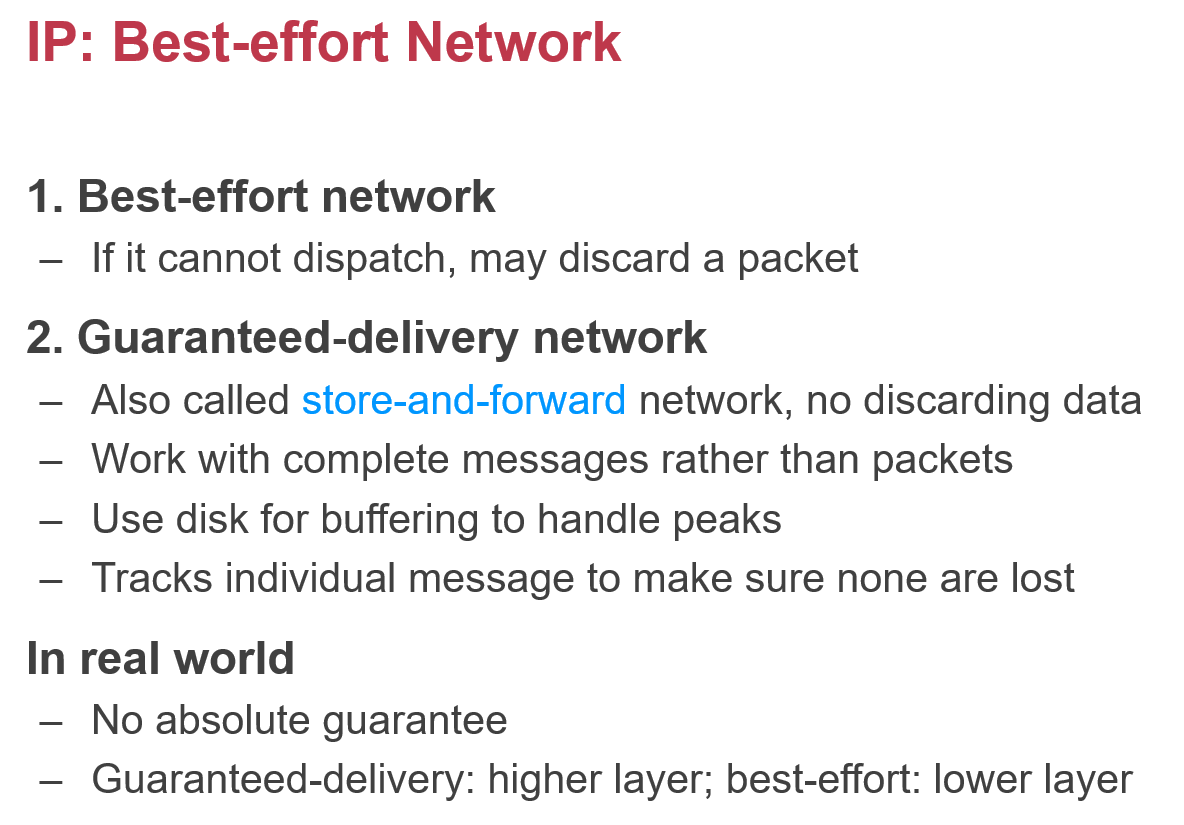 IP: Best-effort Network
1. Best-effort network
– If it cannot dispatch, may discard a packet
2. Guaranteed-delivery network
– Also called store-and-forward network, no discarding data
– Work with complete messages rather than packets
– Use disk for buffering to handle peaks
– Tracks individual message to make sure none are lost
In real world
– No absolute guarantee
– Guaranteed-delivery: higher layer; best-effort: lower layer